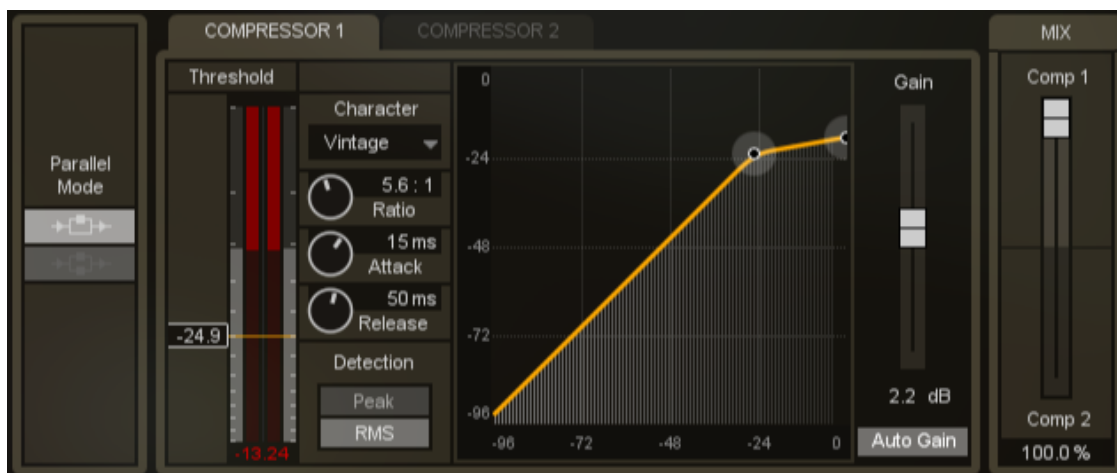 COMPRESSOR 1
COMPRESSOR 2
MIX
Parallel
Mode
Threshold
-24.9
-13.24
Character
Vintage
5.6 : 1
Ratio
15 ms
Attack
50 ms
Release
Detection
Peak
RMS
0
-24
-48
-72
-96
-96
-72
-48
-24
0
Gain
2.2 dB
Auto Gain
Comp 1
Comp 2
100.0 %